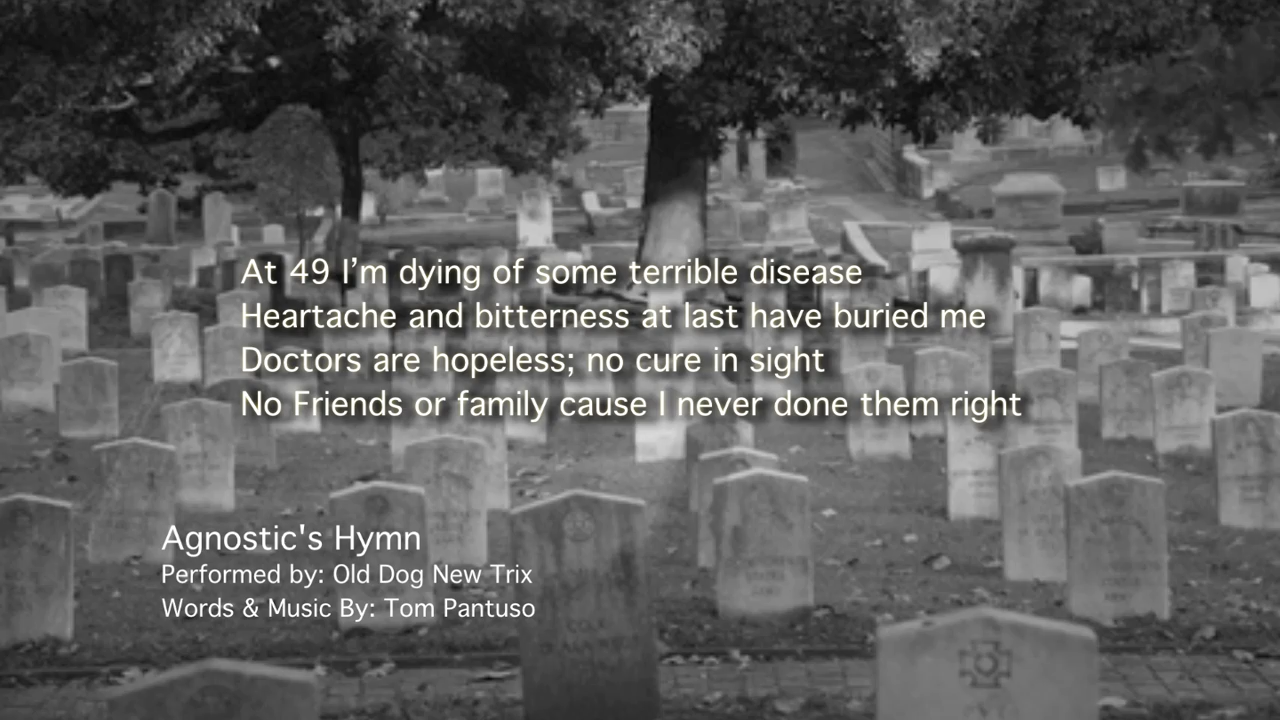 At 49 I’m dying of some terrible disease
Heartache and bitterness at last have buried me
Doctors are hopeless; no cure in sight
No Friends or family cause I never done them right
Agnostic's Hymn
Performed by: Old Dog New Trix
Words & Music By: Tom Pantuso